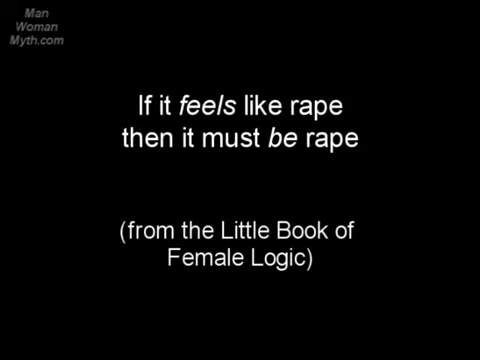 Man
Woman
Myth.com
If it feels like rape
then it must be rape
(from the Little Book of
Female Logic)